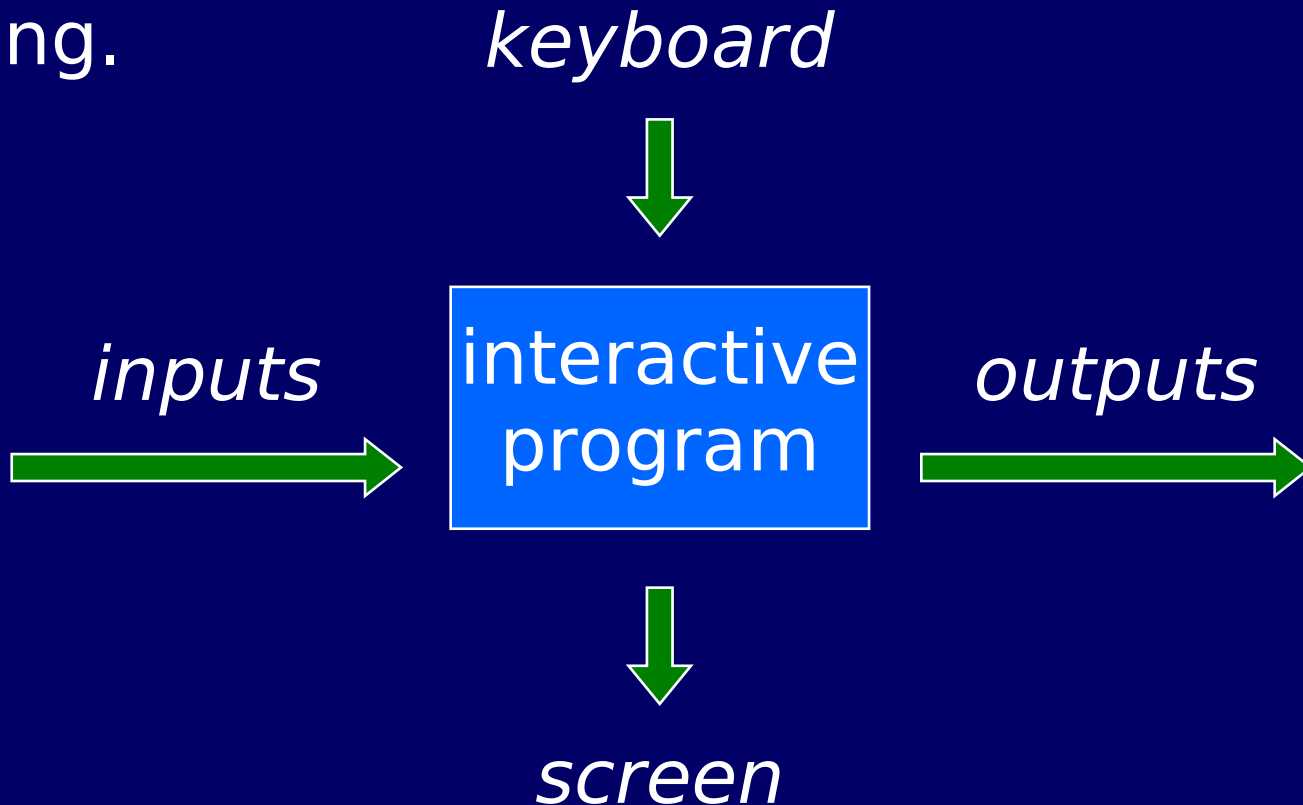 ng.
keyboard
inputs
interactive
program
outputs
screen